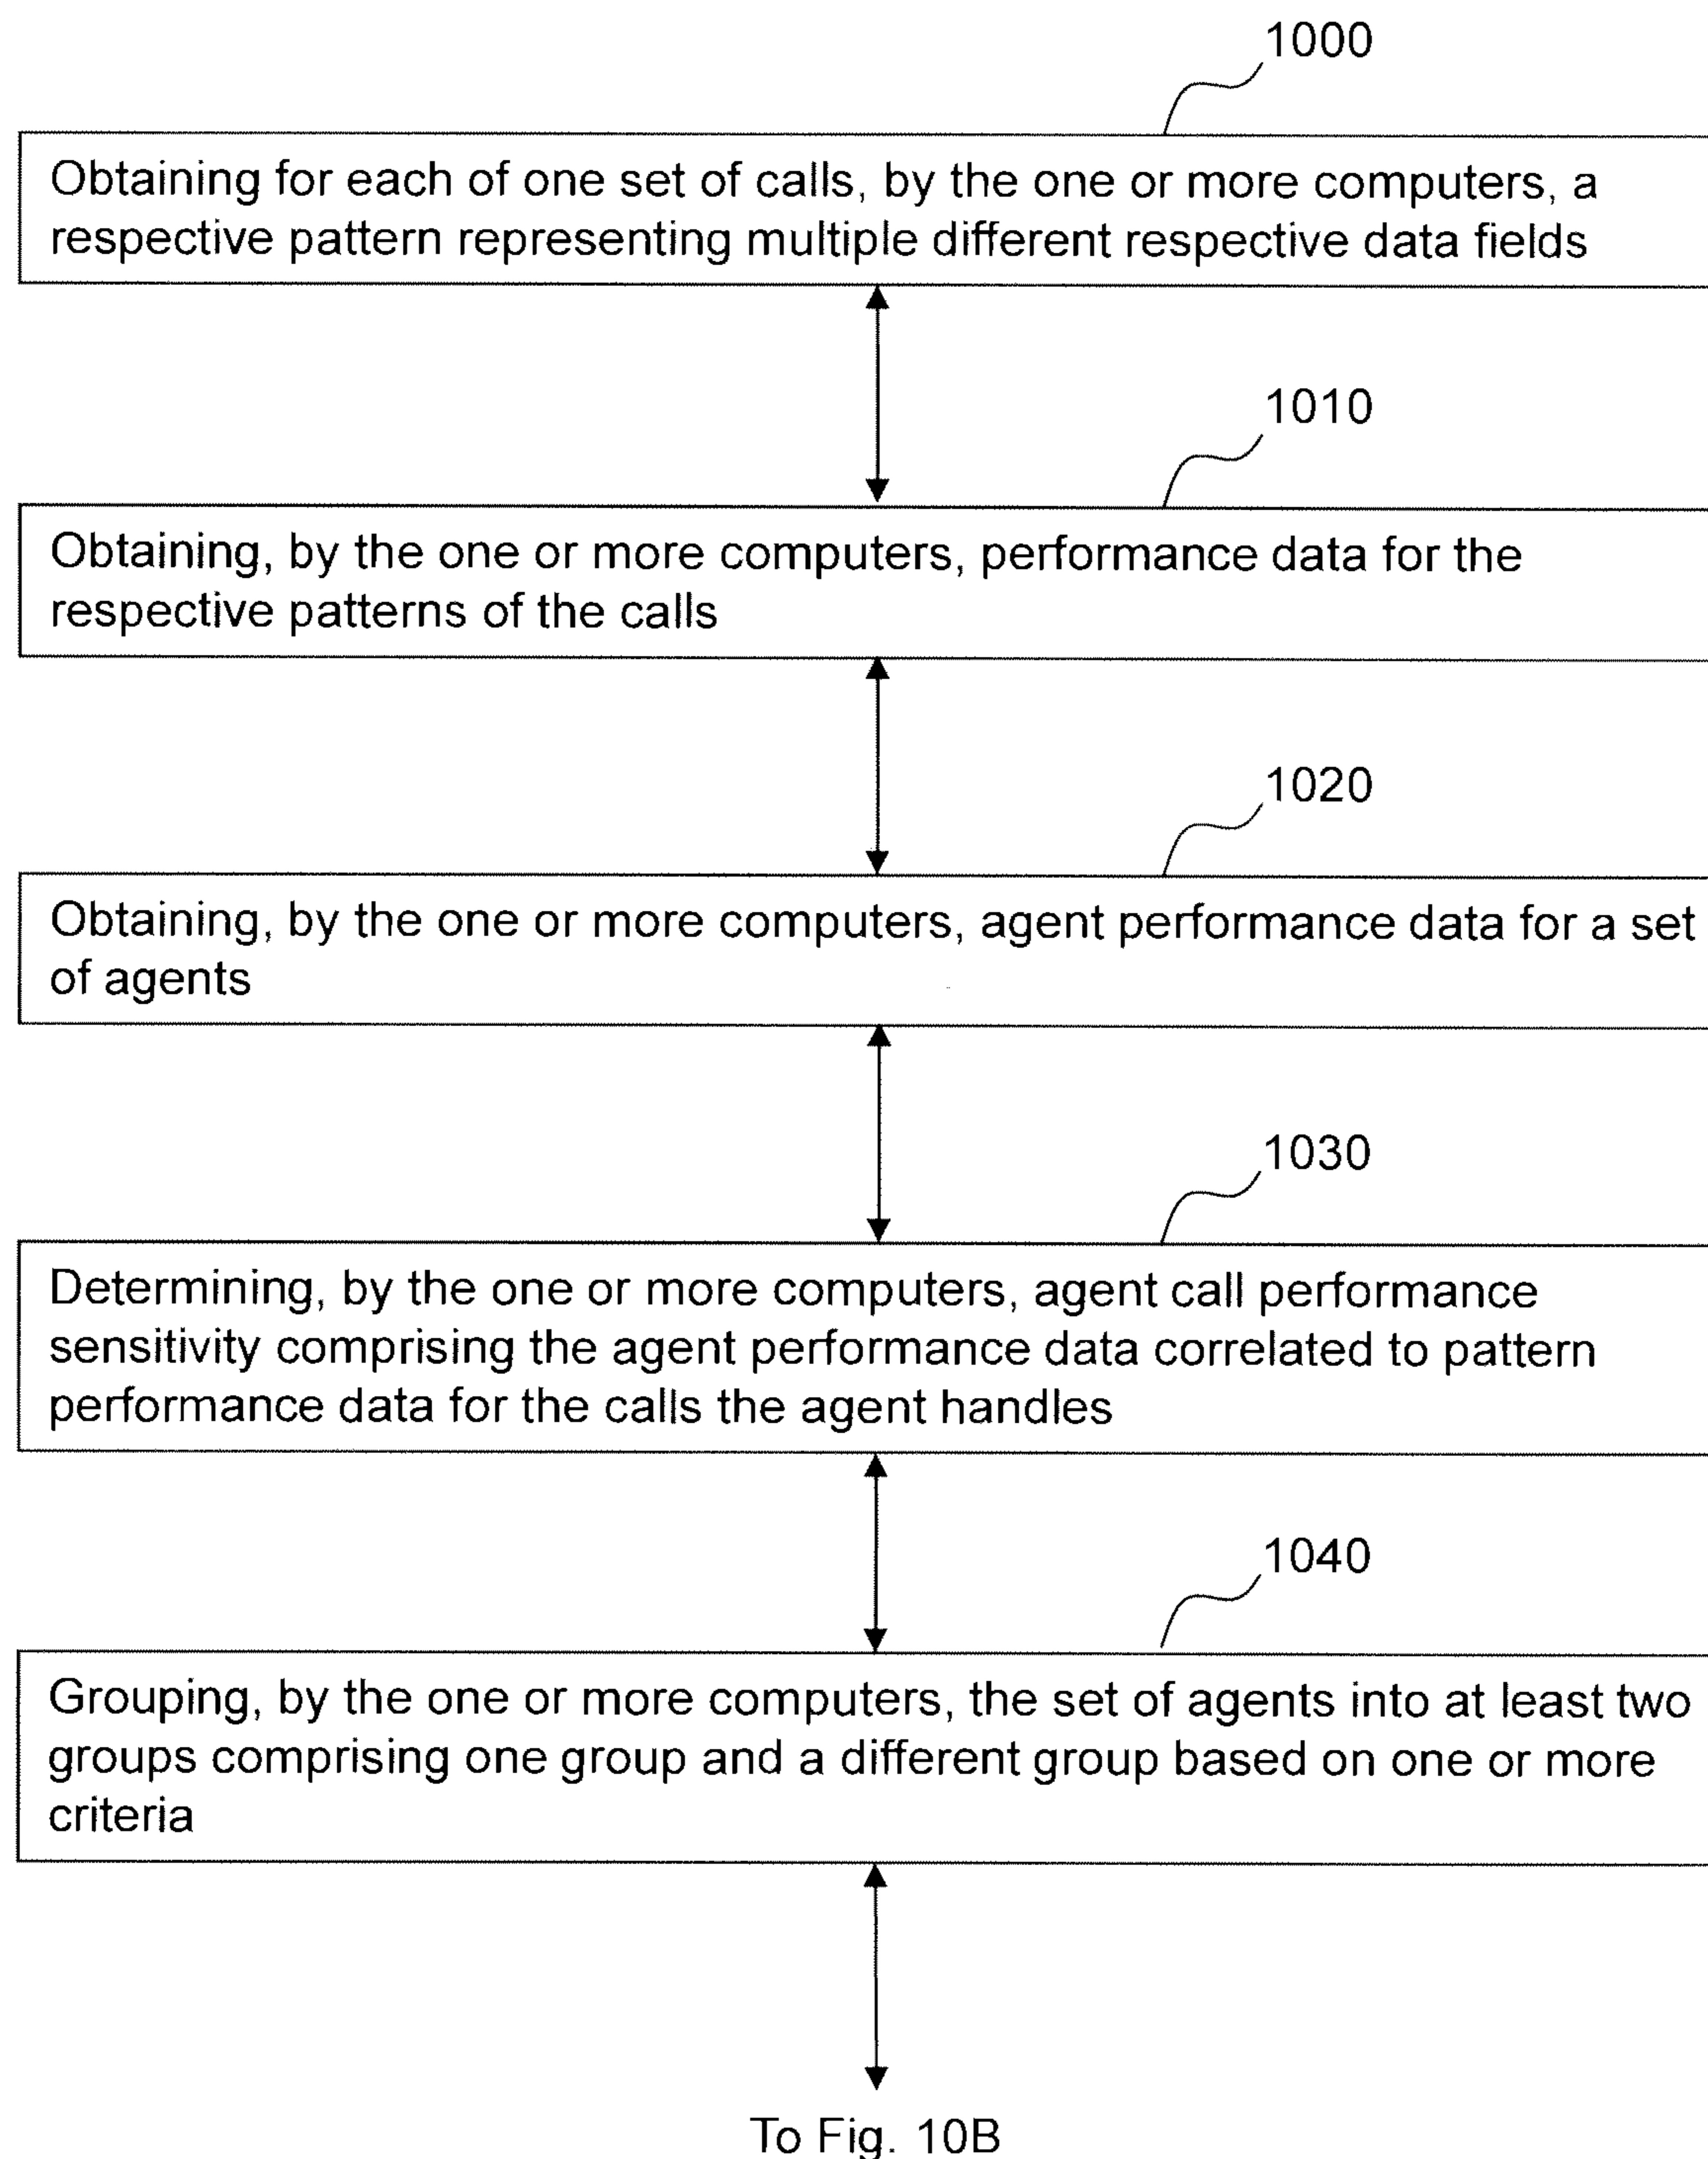 1000
Obtaining for each of one set of calls, by the one or more computers, a
respective pattern representing multiple different respective data fields
1010
Obtaining, by the one or more computers, performance data for the
respective patterns of the calls
1020
Obtaining, by the one or more computers, agent performance data for a set
of agents
1030
Determining, by the one or more computers, agent call performance
sensitivity comprising the agent performance data correlated to pattern
performance data for the calls the agent handles
1040
Grouping, by the one or more computers, the set of agents into at least two
groups comprising one group and a different group based on one or more
criteria
To Fig. 10B